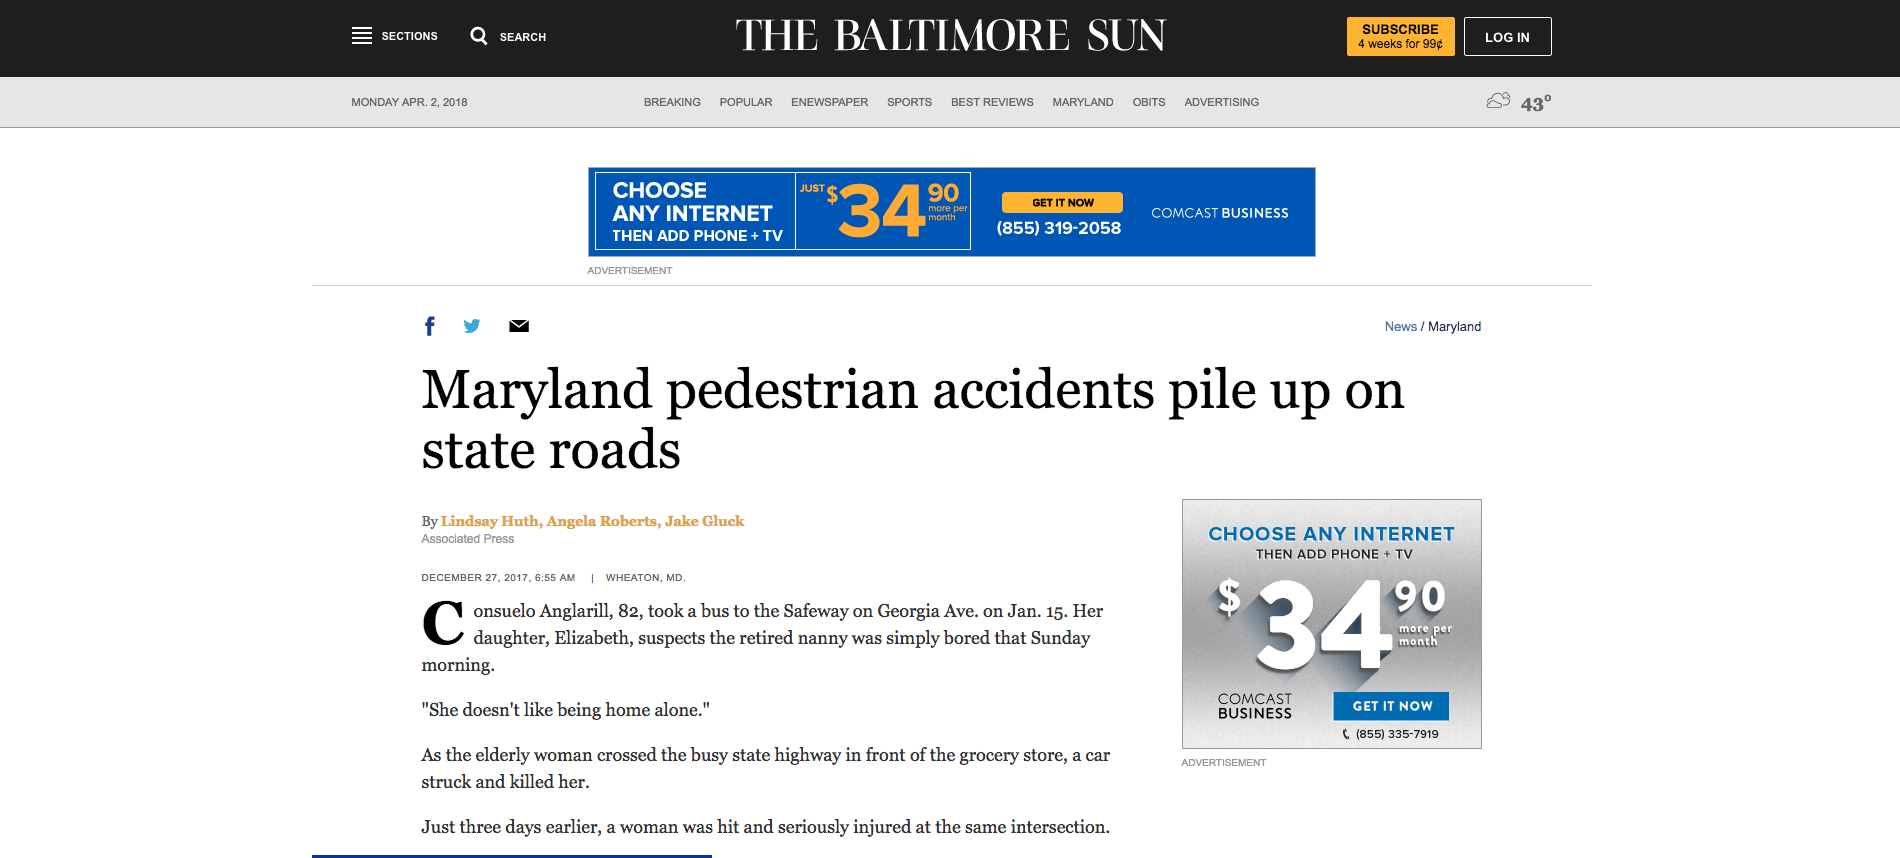 SECTIONS
SEARCH
THE BALTIMORE SUN
SUBSCRIBE
4 weeks for 99¢
LOG IN
MONDAY APR. 2, 2018
BREAKING POPULAR ENEWSPAPER SPORTS BEST REVIEWS MARYLAND OBITS ADVERTISING
43°
CHOOSE
ANY INTERNET
THEN ADD PHONE + TV
JUST $34 90
more per
month
GET IT NOW
(855) 319-2058
COMCAST BUSINESS
ADVERTISEMENT
News / Maryland
Maryland pedestrian accidents pile up on
state roads
By Lindsay Huth, Angela Roberts, Jake Gluck
Associated Press
DECEMBER 27, 2017, 6:55 AM | WHEATON, MD.
Consuelo Anglarill, 82, took a bus to the Safeway on Georgia Ave. on Jan. 15. Her
daughter, Elizabeth, suspects the retired nanny was simply bored that Sunday
morning.
"She doesn't like being home alone."
As the elderly woman crossed the busy state highway in front of the grocery store, a car
struck and killed her.
Just three days earlier, a woman was hit and seriously injured at the same intersection.
CHOOSE ANY INTERNET
THEN ADD PHONE + TV
$34 90
more per
month
COMCAST
BUSINESS
GET IT NOW
(855) 335-7919
ADVERTISEMENT